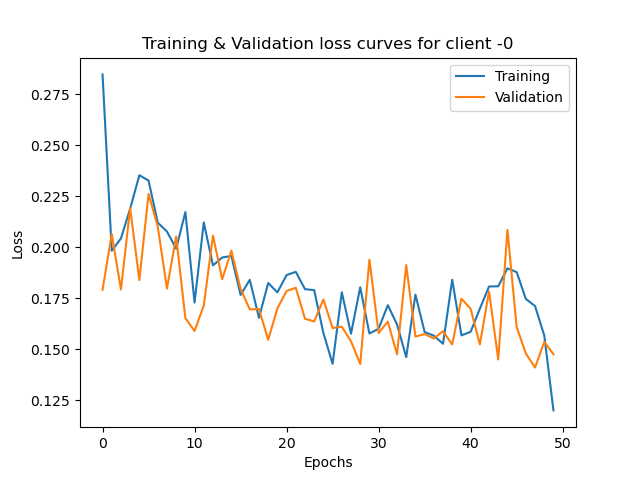 Training & Validation loss curves for client -0
Training
Validation
0.275
0.250
0.225
0.200
0.175
0.150
0.125
Loss
0
10
20
30
40
50
Epochs